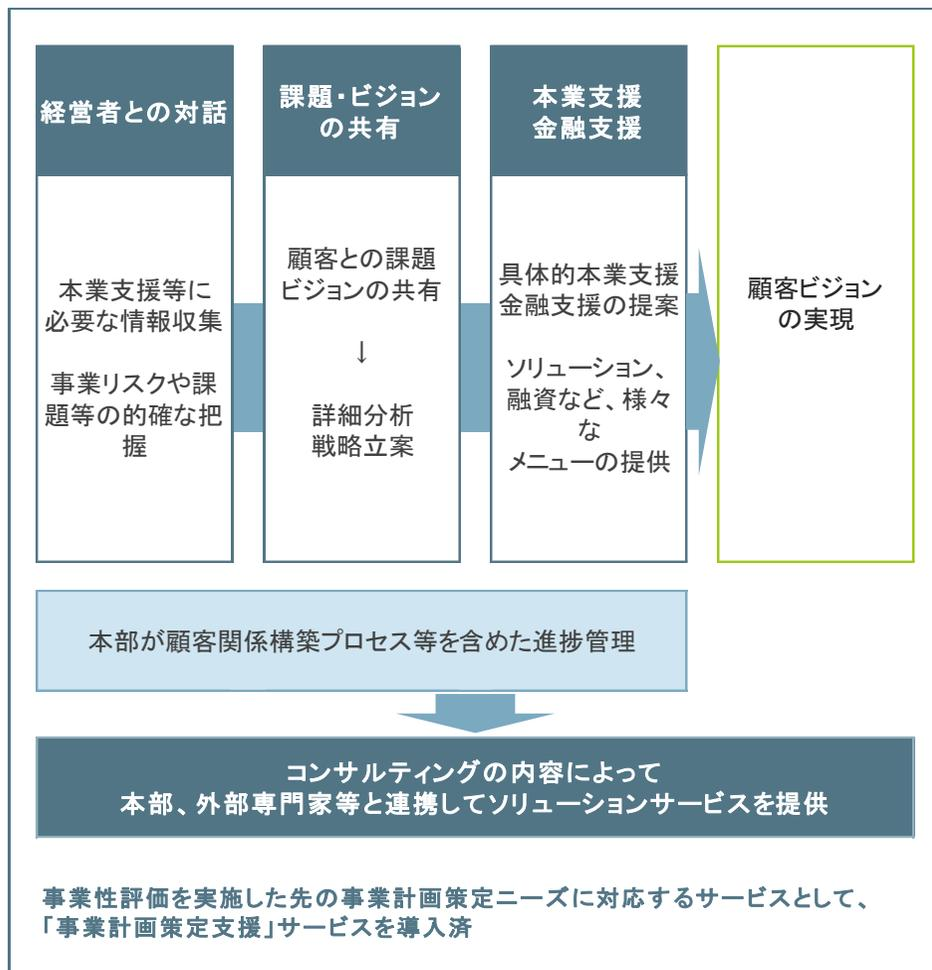 経営者との対話
本業支援等に
必要な情報収集
事業リスクや課
題等の的確な把
握
課題・ビジョン
の共有
顧客との課題
ビジョンの共有
↓
詳細分析
戦略立案
本業支援
金融支援
具体的本業支援
金融支援の提案
ソリューション、
融資など、様々
な
メニューの提供
顧客ビジョン
の実現
本部が顧客関係構築プロセス等を含めた進捗管理
コンサルティングの内容によって
本部、外部専門家等と連携してソリューションサービスを提供
事業性評価を実施した先の事業計画策定ニーズに対応するサービスとして、
「事業計画策定支援」サービスを導入済